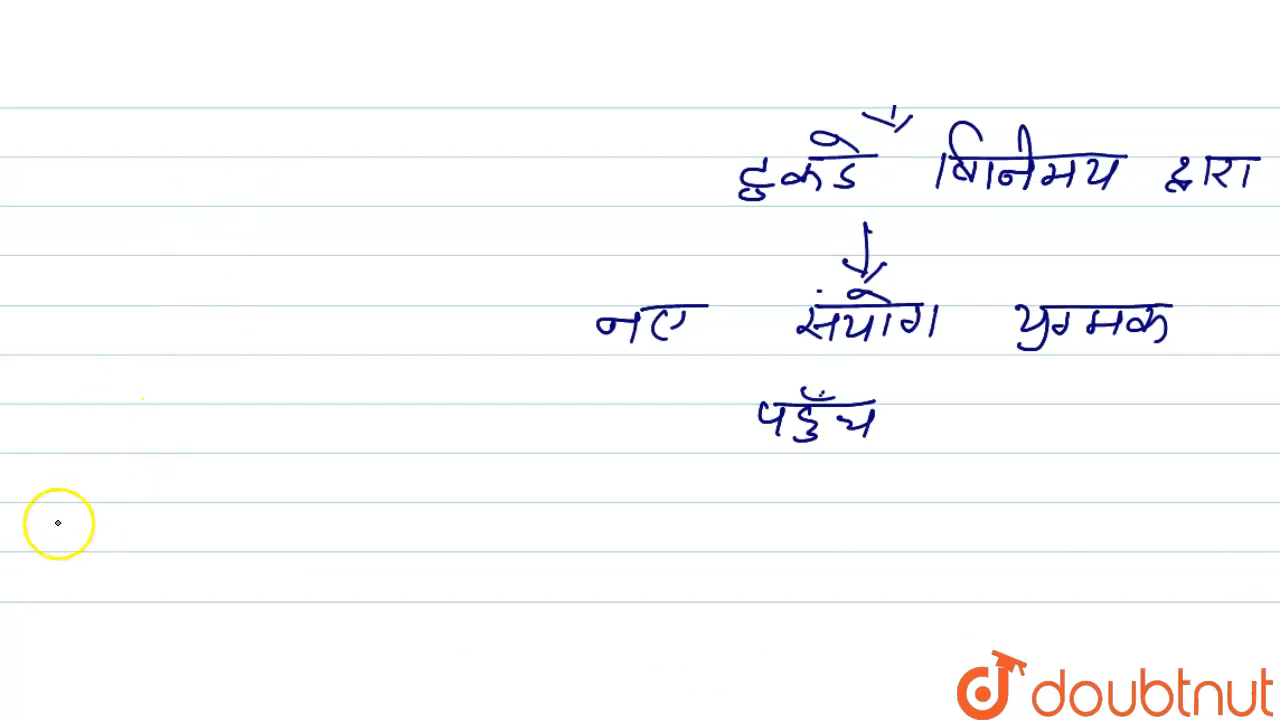 टुकडे विनिमय द्वारा
नए संयोग युग्मक
पहुँच
doubtnut